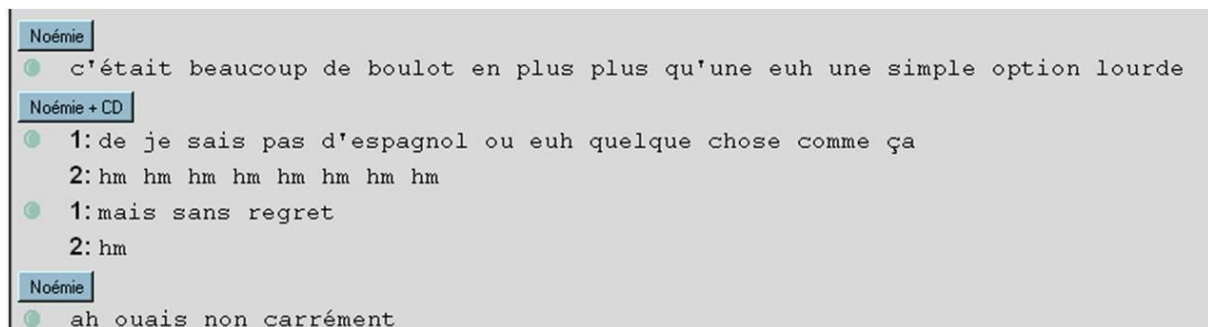 Noémie
c'était beaucoup de boulot en plus plus qu'une euh une simple option lourde
Noémie + CD
1: de je sais pas d'espagnol ou euh quelque chose comme ça
2: hm hm hm hm hm hm hm hm
1: mais sans regret
2: hm
Noémie
ah ouais non carrément